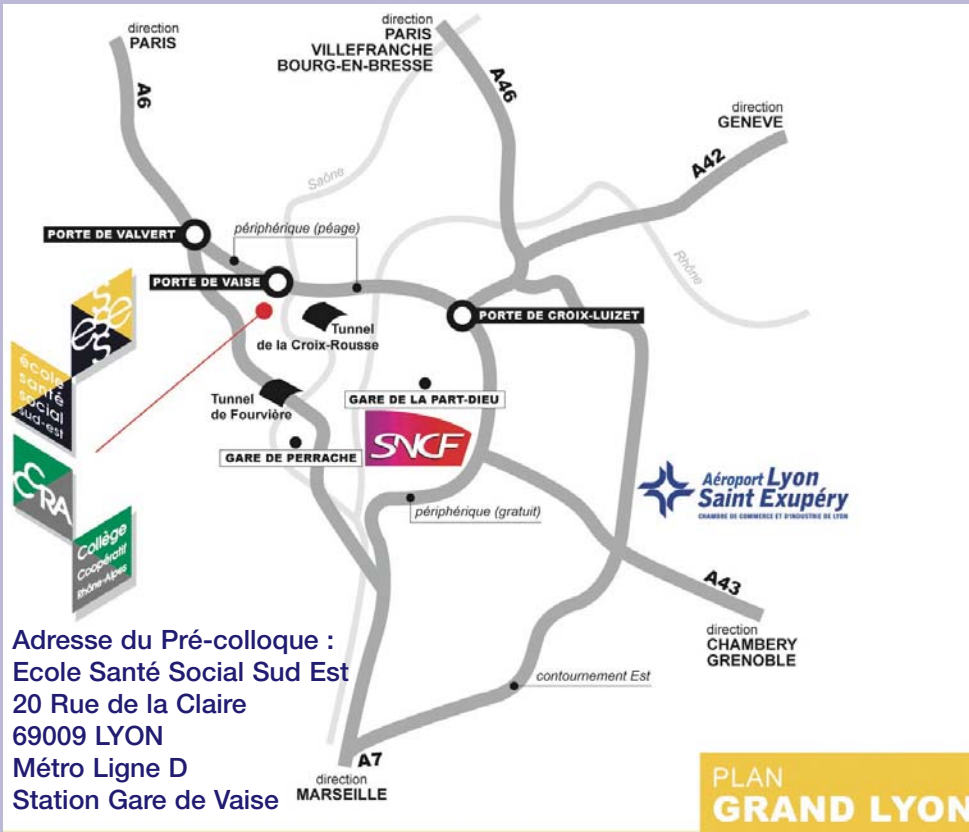 direction
PARIS
direction
PARIS
VILLEFRANCHE
BOURG-EN-BRESSE
A6
A46
direction
GENEVE
A42
Saône
Rhône
PORTE DE VALVERT
périphérique (péage)
PORTE DE VAISE
PORTE DE CROIX-LUIZET
Tunnel
de la Croix-Rousse
Tunnel
de Fourvière
GARE DE LA PART-DIEU
SNCF
GARE DE PERRACHE
périphérique (gratuit)
Aéroport Lyon
Saint Exupéry
CHAMBRE DE COMMERCE ET D'INDUSTRIE DE LYON
école
santé
social
sud-est
CCRA
Collège
Coopératif
Rhône-Alpes
A43
direction
CHAMBERY
GRENOBLE
contournement Est
A7
direction
MARSEILLE
Adresse du Pré-colloque :
Ecole Santé Social Sud Est
20 Rue de la Claire
69009 LYON
Métro Ligne D
Station Gare de Vaise
PLAN
GRAND LYON